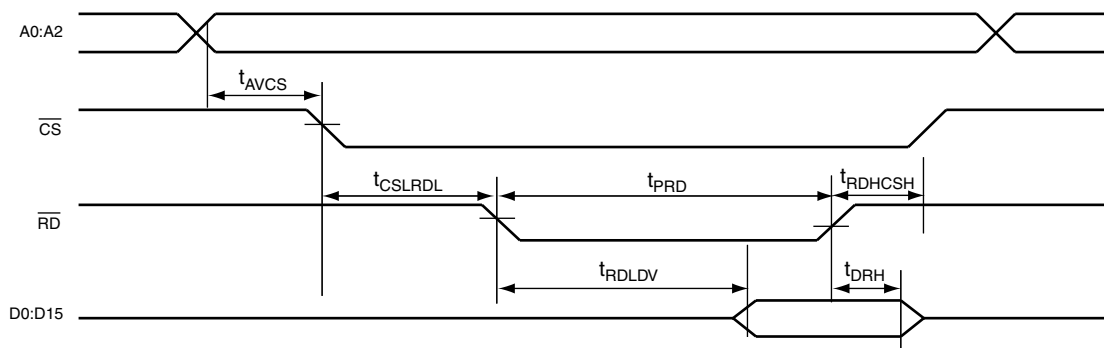 A0:A2
tAVCS
CS
tCSLRDL
tPRD
tRDHCSH
RD
tRDLDV
tDRH
D0:D15